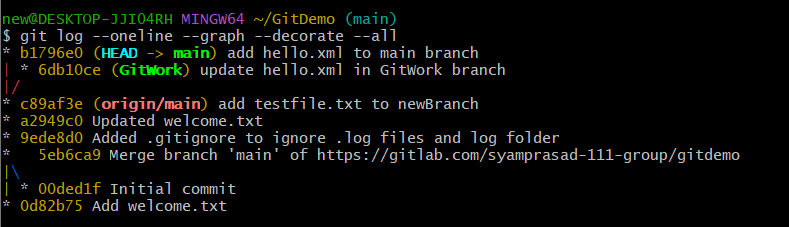 new@DESKTOP-JJIO4RH MINGW64 ~/GitDemo (main)
$ git log --oneline --graph --decorate --all
* b1796e0 (HEAD -> main) add hello.xml to main branch
| * 6db10ce (GitWork) update hello.xml in GitWork branch
|/
* c89af3e (origin/main) add testfile.txt to newBranch
* a2949c0 Updated welcome.txt
* 9ede8d0 Added .gitignore to ignore .log files and log folder
*   5eb6ca9 Merge branch 'main' of https://gitlab.com/syamprasad-111-group/gitdemo
|\
| * 00ded1f Initial commit
* 0d82b75 Add welcome.txt